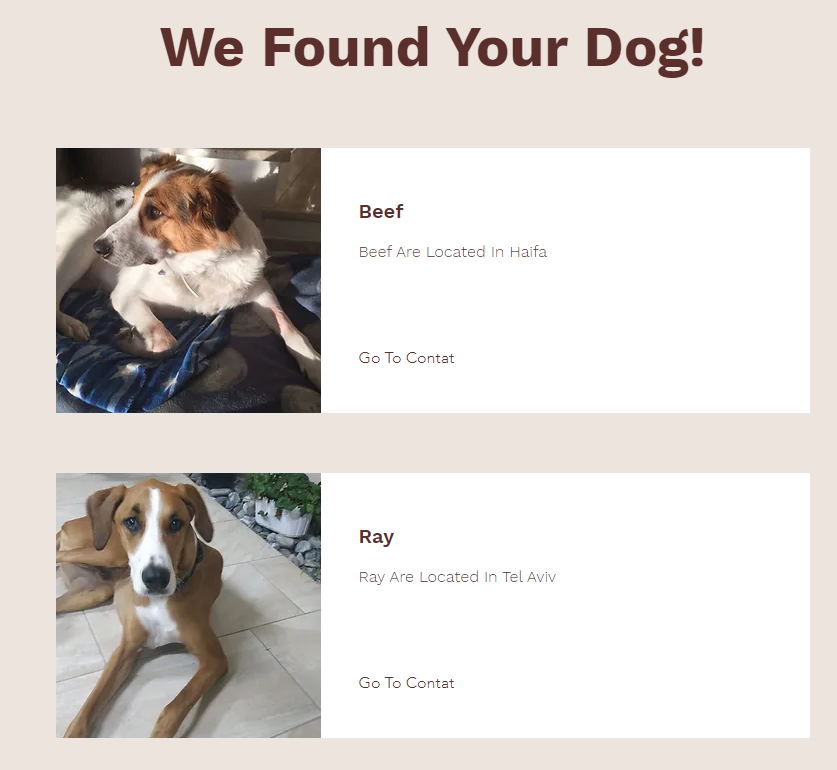 We Found Your Dog!
Beef
Beef Are Located In Haifa
Go To Contat
Ray
Ray Are Located In Tel Aviv
Go To Contat